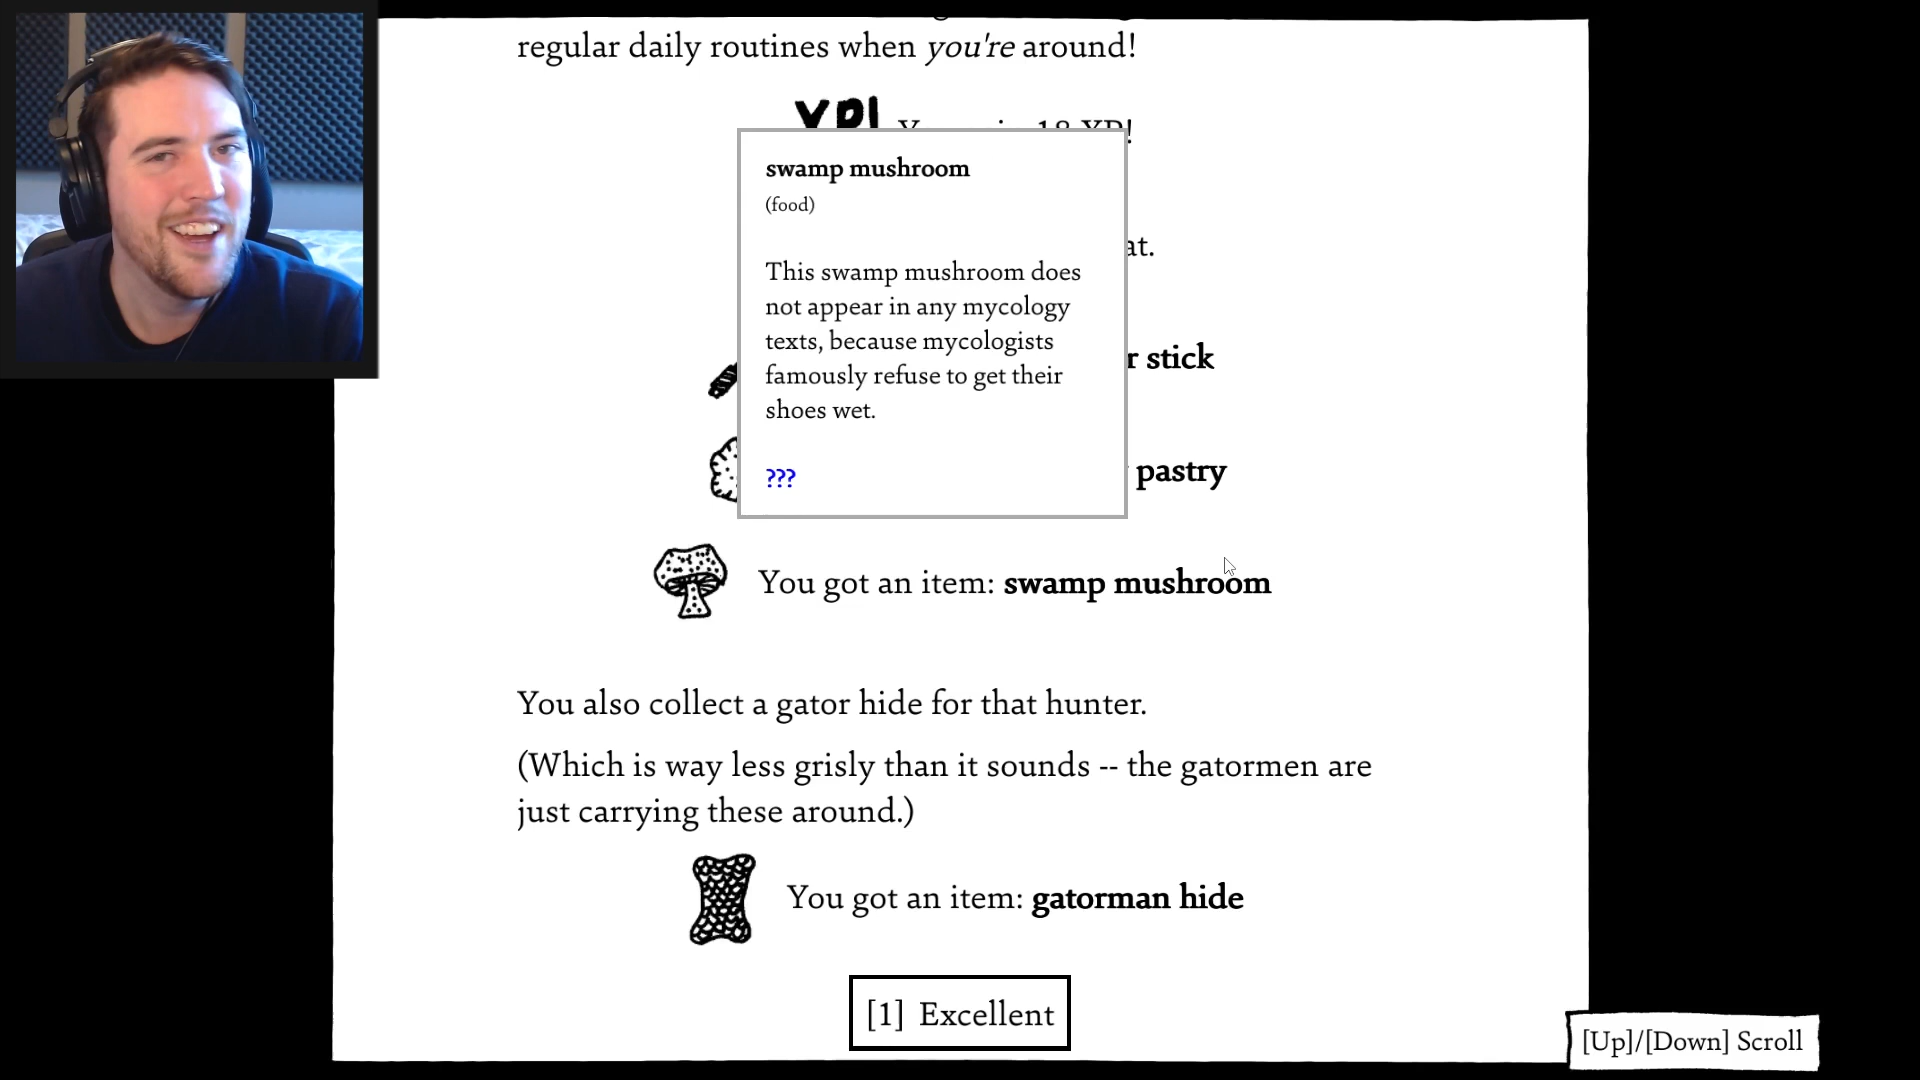 regular daily routines when you're around!
XP!
swamp mushroom
(food)
This swamp mushroom does
not appear in any mycology
texts, because mycologists
famously refuse to get their
shoes wet.
???
at.
r stick
pastry
You got an item: swamp mushroom
You also collect a gator hide for that hunter.
(Which is way less grisly than it sounds -- the gatormen are
just carrying these around.)
You got an item: gatorman hide
[1] Excellent
[Up]/[Down] Scroll